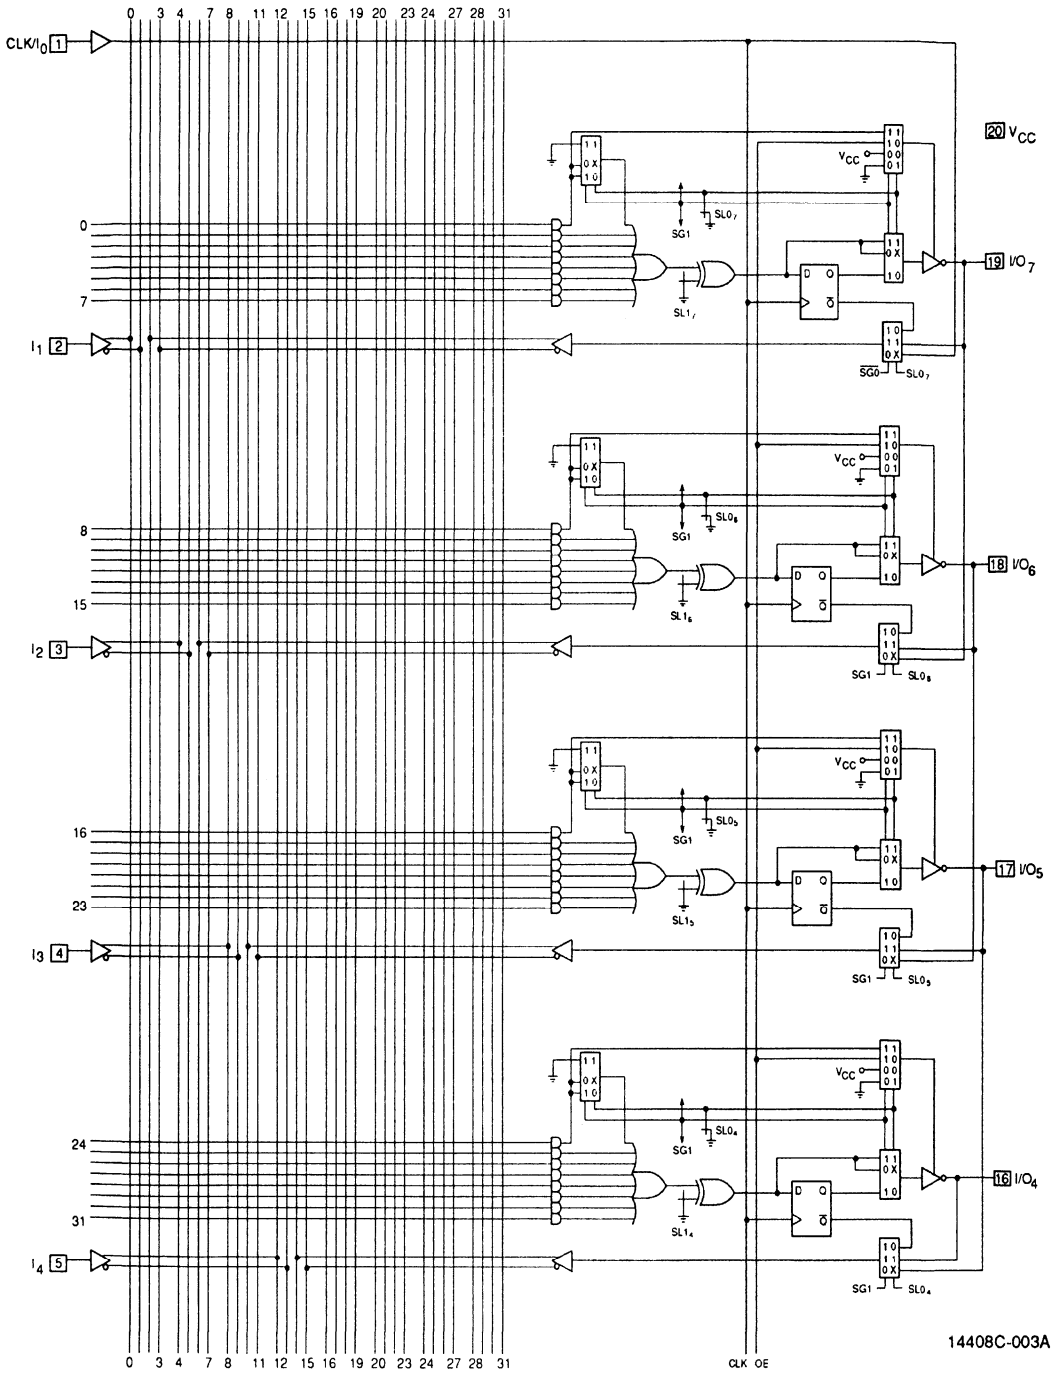 0 3 4 7 8 11 12 15 16 19 20 23 24 27 28 31
CLK/I0 1
20 VCC
11
10
00
01
VCC
11
0X
10
SL07
SG1
0
7
11
0X
10
D Q
Q̅
SL17
19 I/O7
I1 2
10
11
0X
S̅G̅0̅ SL07
11
10
00
01
VCC
11
0X
10
SL06
SG1
8
15
11
0X
10
D Q
Q̅
SL16
18 I/O6
I2 3
10
11
0X
SG1 SL06
11
10
00
01
VCC
11
0X
10
SL05
SG1
16
23
11
0X
10
D Q
Q̅
SL15
17 I/O5
I3 4
10
11
0X
SG1 SL05
11
10
00
01
VCC
11
0X
10
SL04
SG1
24
31
11
0X
10
D Q
Q̅
SL14
16 I/O4
I4 5
10
11
0X
SG1 SL04
14408C-003A
0 3 4 7 8 11 12 15 16 19 20 23 24 27 28 31 CLK OE